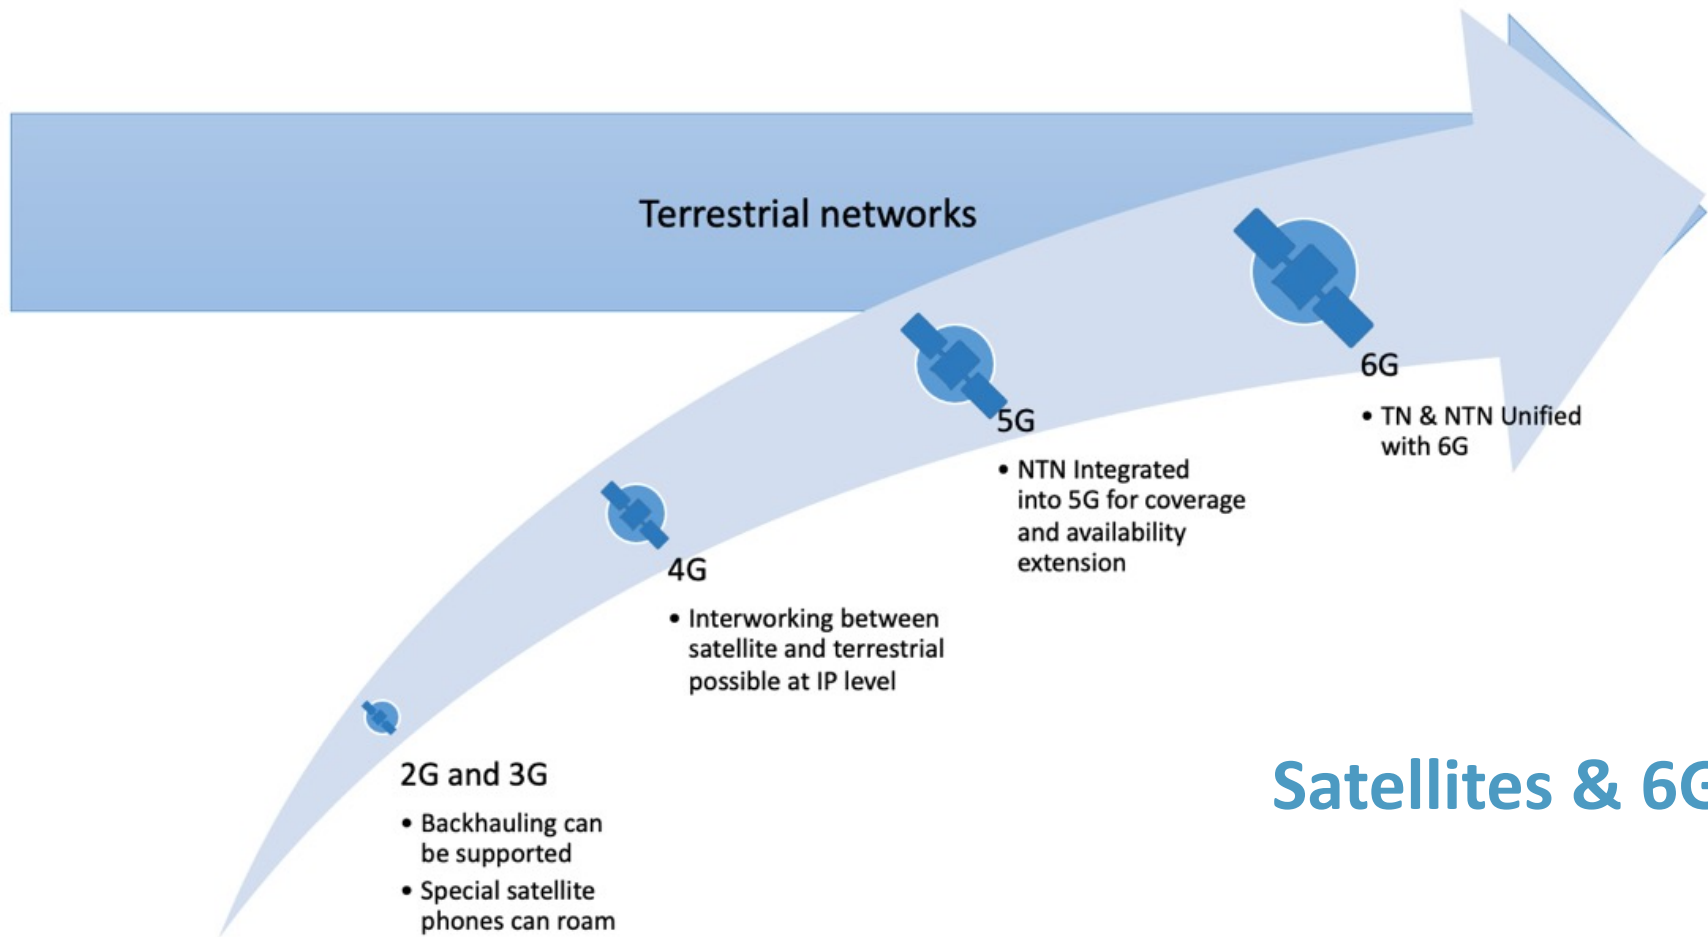 Terrestrial networks
6G
• TN & NTN Unified
with 6G
5G
• NTN Integrated
into 5G for coverage
and availability
extension
4G
• Interworking between
satellite and terrestrial
possible at IP level
2G and 3G
• Backhauling can
be supported
• Special satellite
phones can roam
Satellites & 6G